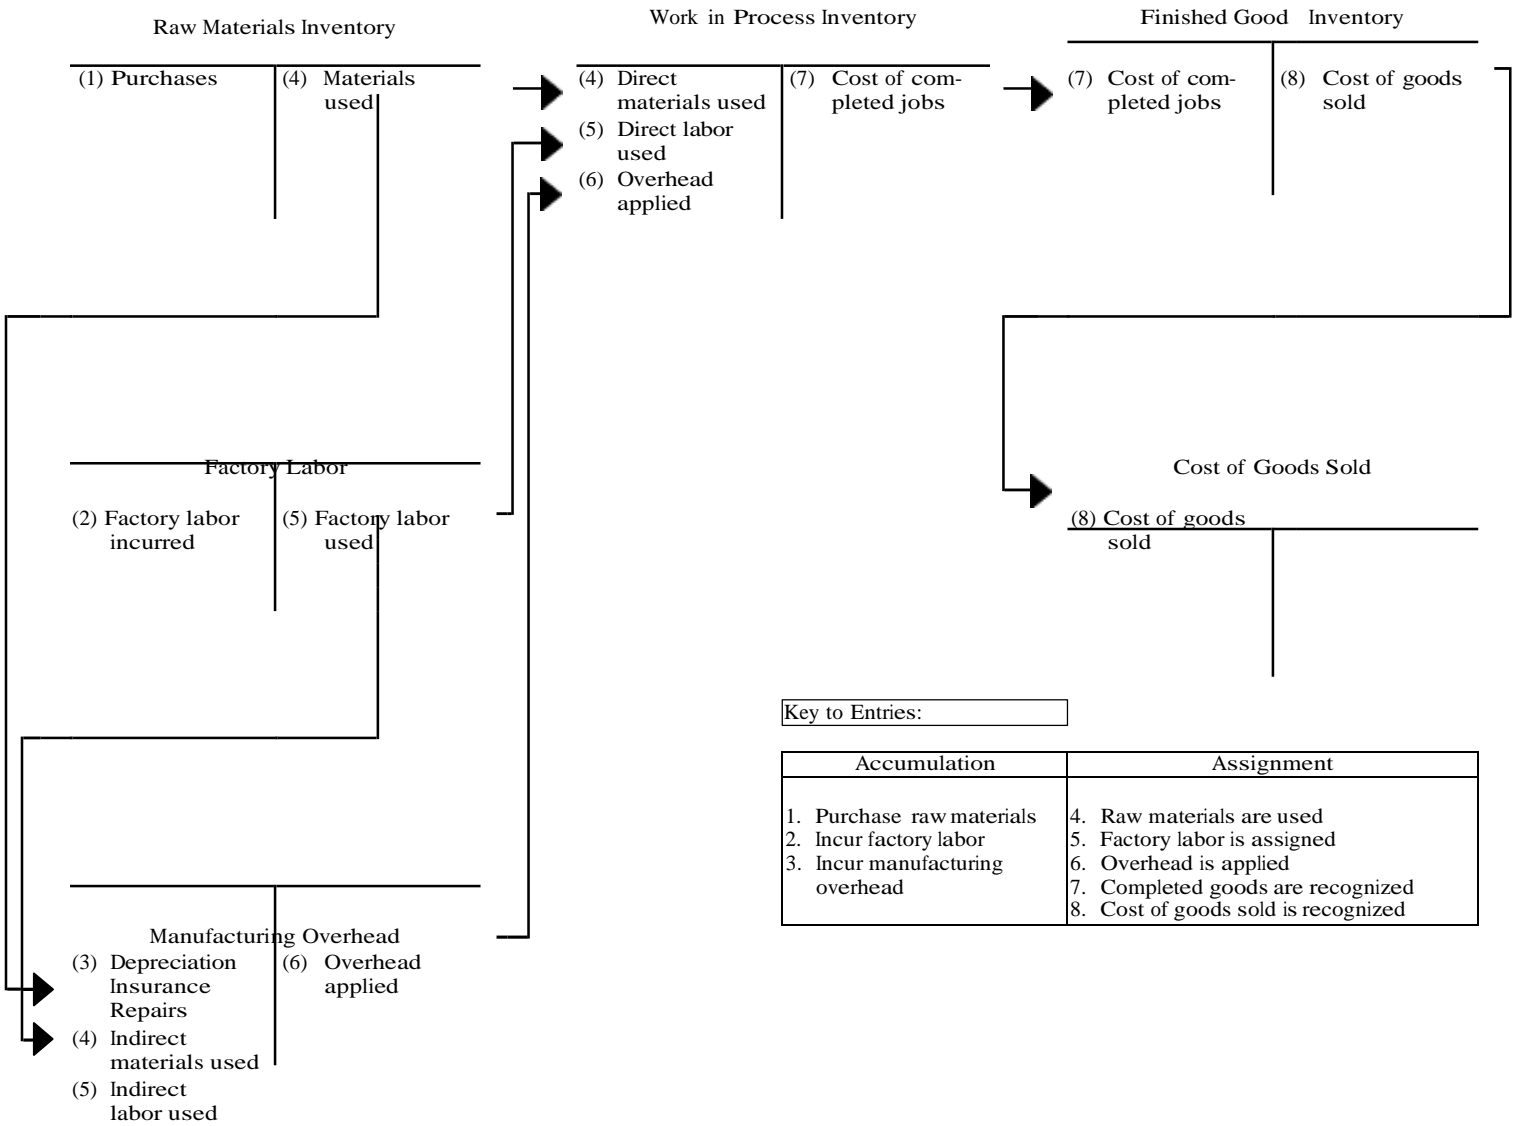 Raw Materials Inventory
(1) Purchases
(4) Materials
used
Work in Process Inventory
(4) Direct
materials used
(5) Direct labor
used
(6) Overhead
applied
(7) Cost of com-
pleted jobs
Finished Good Inventory
(7) Cost of com-
pleted jobs
(8) Cost of goods
sold
Factory Labor
(2) Factory labor
incurred
(5) Factory labor
used
Cost of Goods Sold
(8) Cost of goods
sold
Manufacturing Overhead
(3) Depreciation
Insurance
Repairs
(4) Indirect
materials used
(5) Indirect
labor used
(6) Overhead
applied
Key to Entries:
Accumulation
1. Purchase raw materials
2. Incur factory labor
3. Incur manufacturing
overhead
Assignment
4. Raw materials are used
5. Factory labor is assigned
6. Overhead is applied
7. Completed goods are recognized
8. Cost of goods sold is recognized